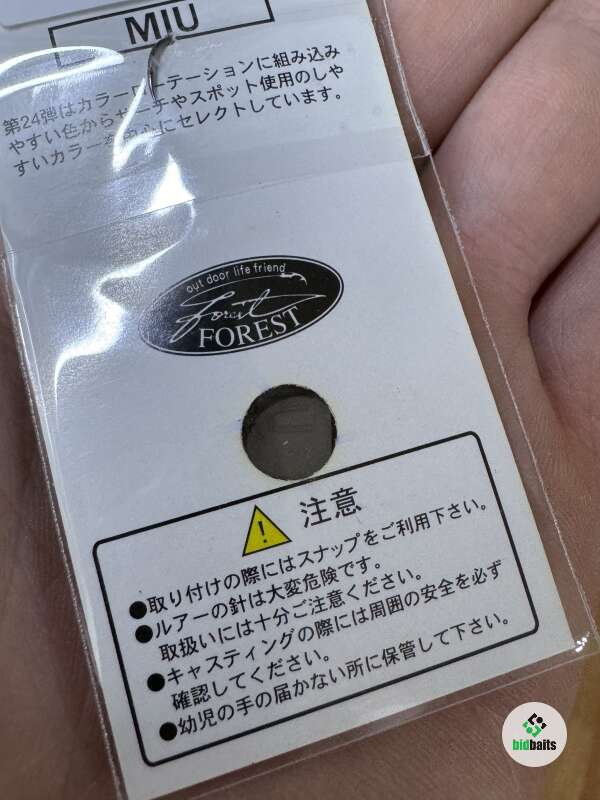 MIU
第24弾はカラーローテーションに組み込み
やすい色からサーチやスポット使用のしや
すいカラーを中心にセレクトしています。
out door life friend
forest
FOREST
注意
●取り付けの際にはスナップをご利用下さい。
●ルアーの針は大変危険です。
取扱いには十分ご注意ください。
●キャスティングの際には周囲の安全を必ず
確認してください。
●幼児の手の届かない所に保管して下さい。
bidbaits